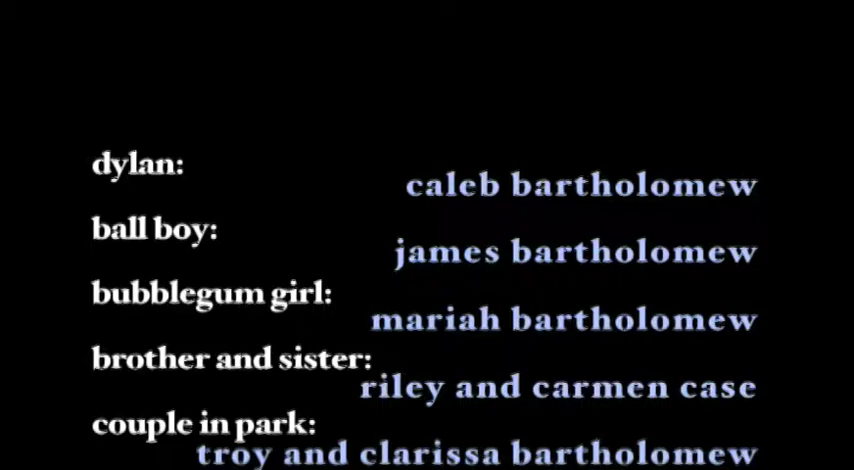 dylan:
caleb bartholomew
ball boy:
james bartholomew
bubblegum girl:
mariah bartholomew
brother and sister:
riley and carmen case
couple in park:
troy and clarissa bartholomew